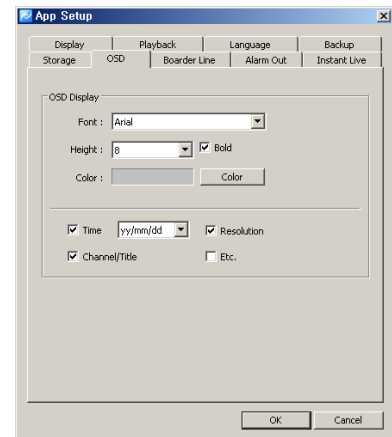 App Setup
Display Playback Language Backup
Storage OSD Boarder Line Alarm Out Instant Live
OSD Display
Font : Arial
Height : 8 Bold
Color : Color
Time yy/mm/dd Resolution
Channel/Title Etc.
OK Cancel